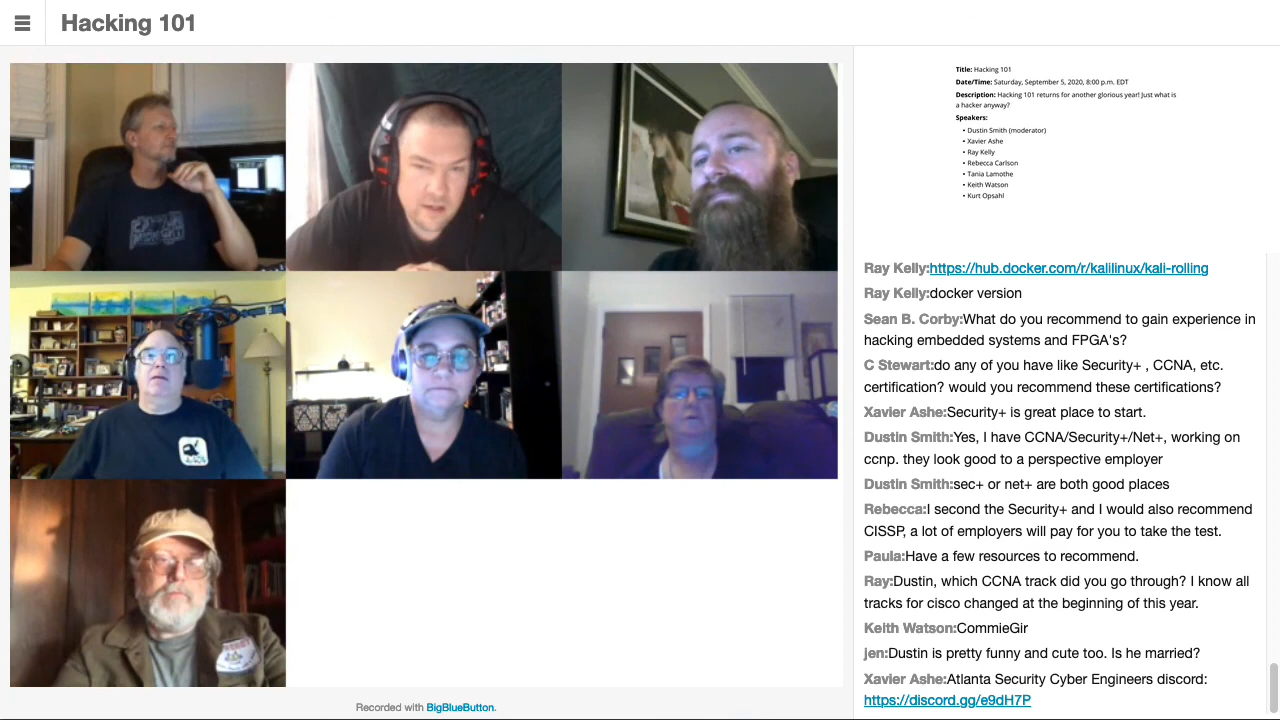 Hacking 101
Title: Hacking 101
Date/Time: Saturday, September 5, 2020, 8:00 p.m. EDT
Description: Hacking 101 returns for another glorious year! Just what is
a hacker anyway?
Speakers:
• Dustin Smith (moderator)
• Xavier Ashe
• Ray Kelly
• Rebecca Carlson
• Tania Lamothe
• Keith Watson
• Kurt Opsahl
Ray Kelly:https://hub.docker.com/r/kalilinux/kali-rolling
Ray Kelly:docker version
Sean B. Corby:What do you recommend to gain experience in
hacking embedded systems and FPGA's?
C Stewart:do any of you have like Security+ , CCNA, etc.
certification? would you recommend these certifications?
Xavier Ashe:Security+ is great place to start.
Dustin Smith:Yes, I have CCNA/Security+/Net+, working on
ccnp. they look good to a perspective employer
Dustin Smith:sec+ or net+ are both good places
Rebecca:I second the Security+ and I would also recommend
CISSP, a lot of employers will pay for you to take the test.
Paula:Have a few resources to recommend.
Ray:Dustin, which CCNA track did you go through? I know all
tracks for cisco changed at the beginning of this year.
Keith Watson:CommieGir
jen:Dustin is pretty funny and cute too. Is he married?
Xavier Ashe:Atlanta Security Cyber Engineers discord:
https://discord.gg/e9dH7P
Recorded with BigBlueButton.